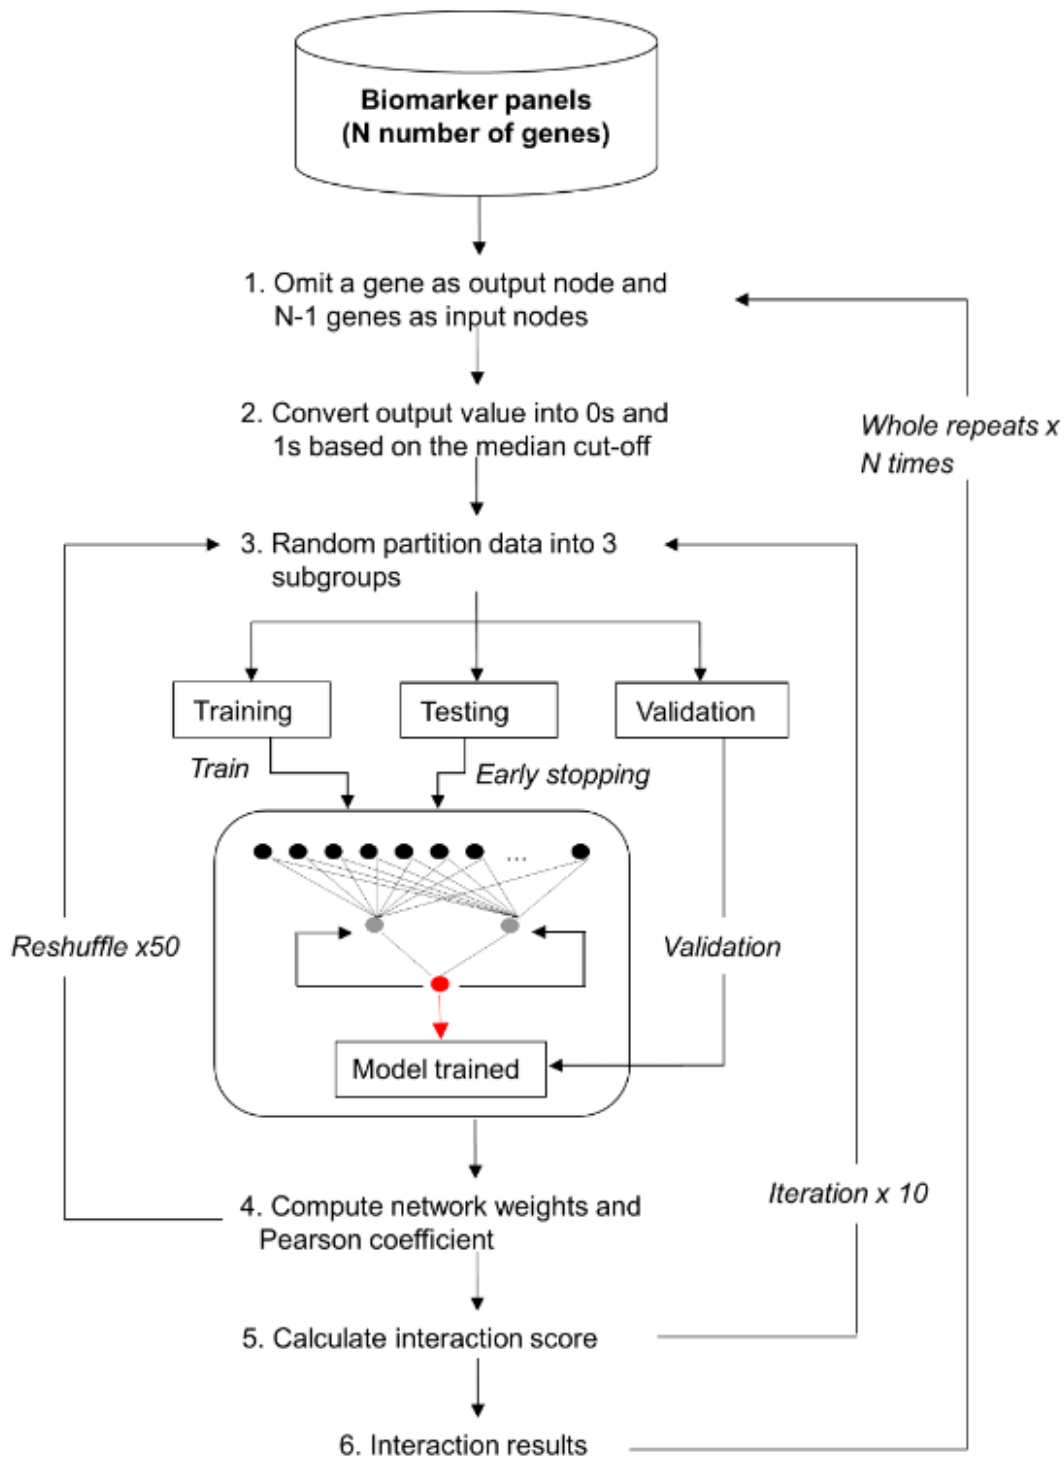 Biomarker panels
(N number of genes)
1. Omit a gene as output node and
N-1 genes as input nodes
2. Convert output value into 0s and
1s based on the median cut-off
Whole repeats x
N times
3. Random partition data into 3
subgroups
Training
Testing
Validation
Train
Early stopping
...
Reshuffle x50
Validation
Model trained
4. Compute network weights and
Pearson coefficient
Iteration x 10
5. Calculate interaction score
6. Interaction results